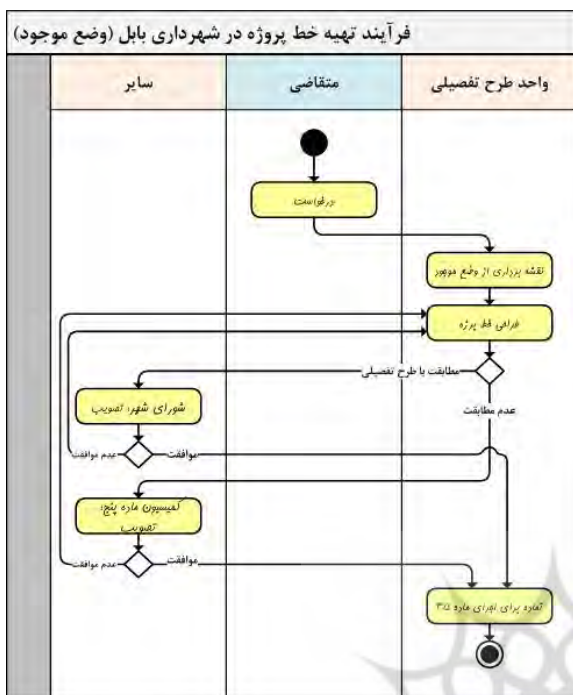 فرآیند تهیه خط پروژه در شهرداری بابل (وضع موجود)
واحد طرح تفصیلی
متقاضی
سایر
درخواست
نقشه برداری از وضع موجود
طراحی خط پروژه
مطابقت با طرح تفصیلی
عدم مطابقت
شورای شهر: تصویب
موافقت
عدم موافقت
کمیسیون ماده پنج:
تصویب
موافقت
عدم موافقت
آماده برای اجرای ماده